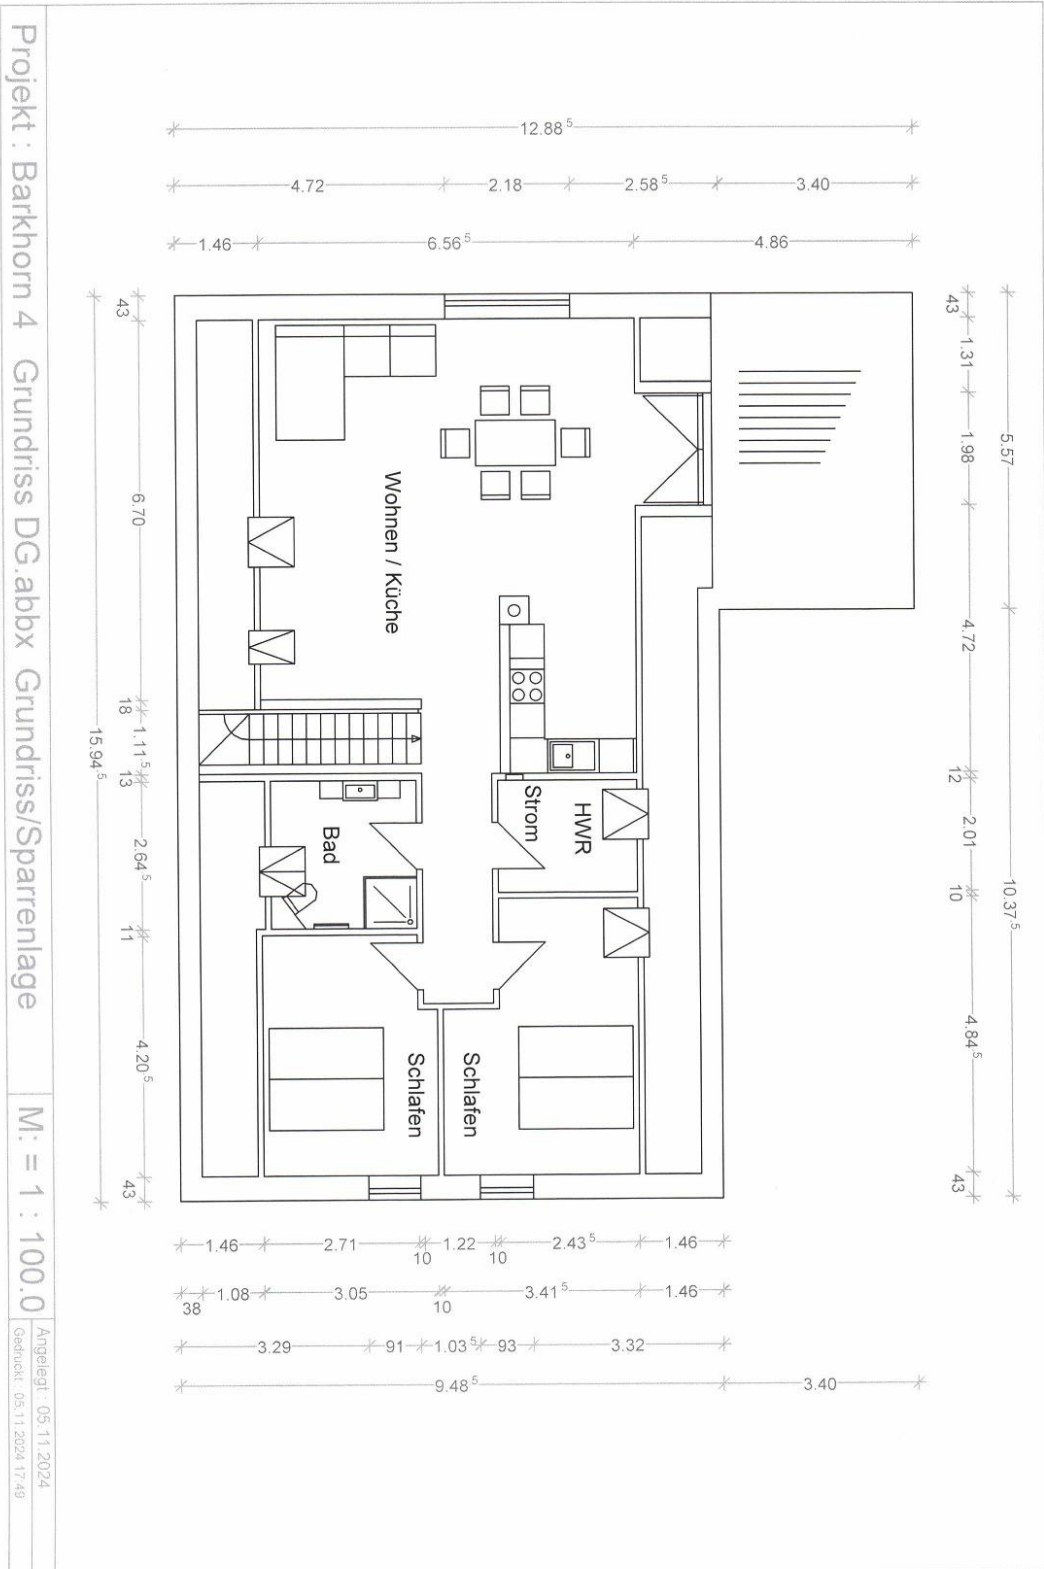 12.88⁵
4.72 2.18 2.58⁵ 3.40
1.46 6.56⁵ 4.86
5.57 10.37⁵
43 1.31 1.98 4.72 12 2.01 10 4.84⁵ 43
Wohnen / Küche
Strom
HWR
Bad
Schlafen
Schlafen
43 6.70 18 1.11⁵ 13 2.64⁵ 11 4.20⁵ 43
15.94⁵
1.46 2.71 10 1.22 10 2.43⁵ 1.46
38 1.08 3.05 10 3.41⁵ 1.46
3.29 91 1.03⁵ 93 3.32
9.48⁵ 3.40
Projekt : Barkhorn 4 Grundriss DG.abbx Grundriss/Sparrenlage
M: = 1 : 100.0
Angelegt : 05.11.2024
Gedruckt : 05.11.2024 17:49